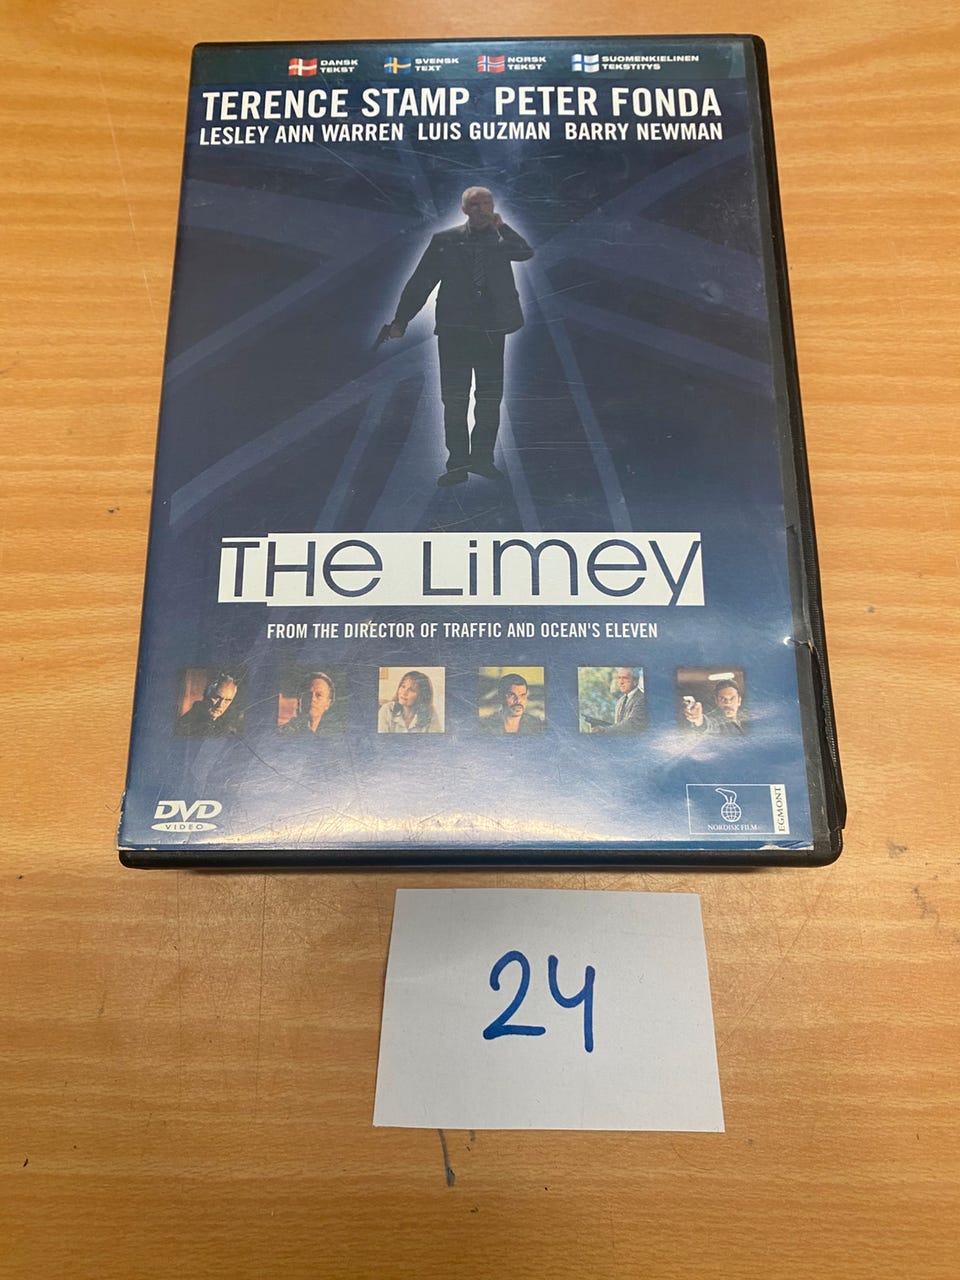 DANSK TEKST SVENSK TEXT NORSK TEKST SUOMENKIELINEN TEKSTITYS
TERENCE STAMP PETER FONDA
LESLEY ANN WARREN LUIS GUZMAN BARRY NEWMAN
THE LIMEY
FROM THE DIRECTOR OF TRAFFIC AND OCEAN'S ELEVEN
DVD
VIDEO
NORDISK FILM
EGMONT
24